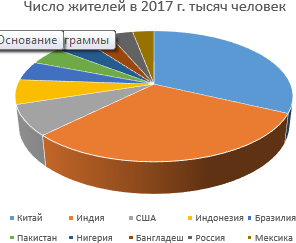 Число жителей в 2017 г. тысяч человек
Основание граммы
Китай Индия США Индонезия Бразилия
Пакистан Нигерия Бангладеш Россия Мексика